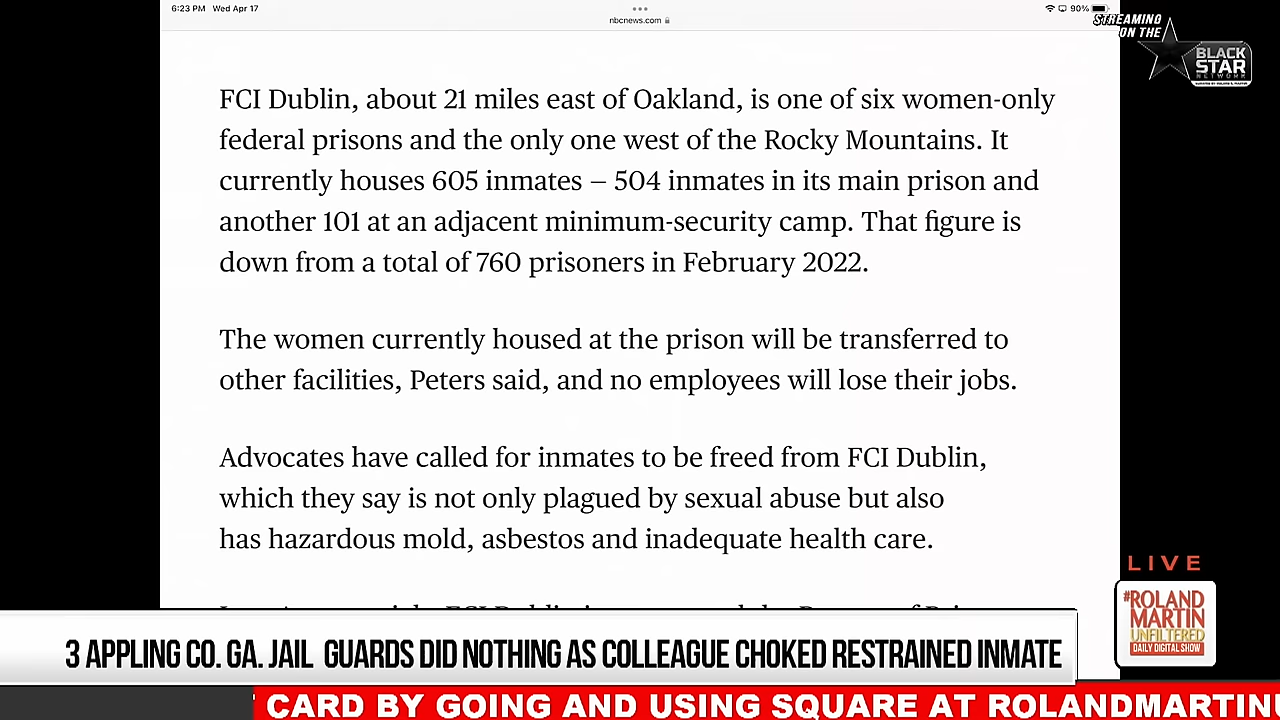 6:23 PM Wed Apr 17
nbcnews.com
90%
STREAMING
ON THE
BLACK
STAR
NETWORK
FCI Dublin, about 21 miles east of Oakland, is one of six women-only
federal prisons and the only one west of the Rocky Mountains. It
currently houses 605 inmates – 504 inmates in its main prison and
another 101 at an adjacent minimum-security camp. That figure is
down from a total of 760 prisoners in February 2022.
The women currently housed at the prison will be transferred to
other facilities, Peters said, and no employees will lose their jobs.
Advocates have called for inmates to be freed from FCI Dublin,
which they say is not only plagued by sexual abuse but also
has hazardous mold, asbestos and inadequate health care.
LIVE
#ROLAND
MARTIN
UNFILTERED
DAILY DIGITAL SHOW
3 APPLING CO. GA. JAIL GUARDS DID NOTHING AS COLLEAGUE CHOKED RESTRAINED INMATE
CARD BY GOING AND USING SQUARE AT ROLANDMARTIN